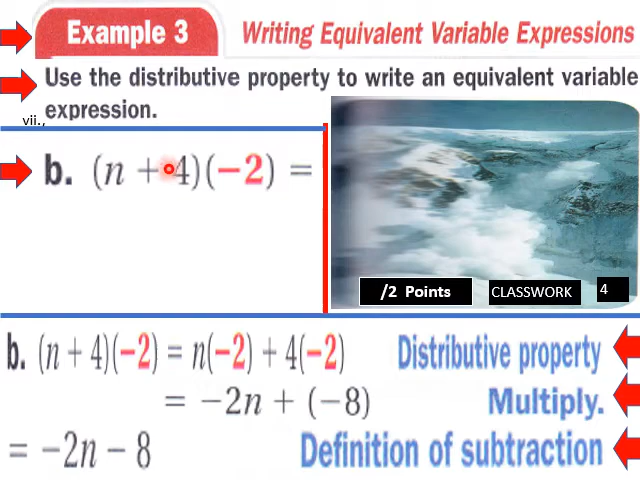 Example 3 Writing Equivalent Variable Expressions
Use the distributive property to write an equivalent variable
expression.
vii.,
b. (n + 4)(−2) =
/2 Points CLASSWORK 4
b. (n + 4)(−2) = n(−2) + 4(−2) Distributive property
= −2n + (−8) Multiply.
= −2n − 8 Definition of subtraction